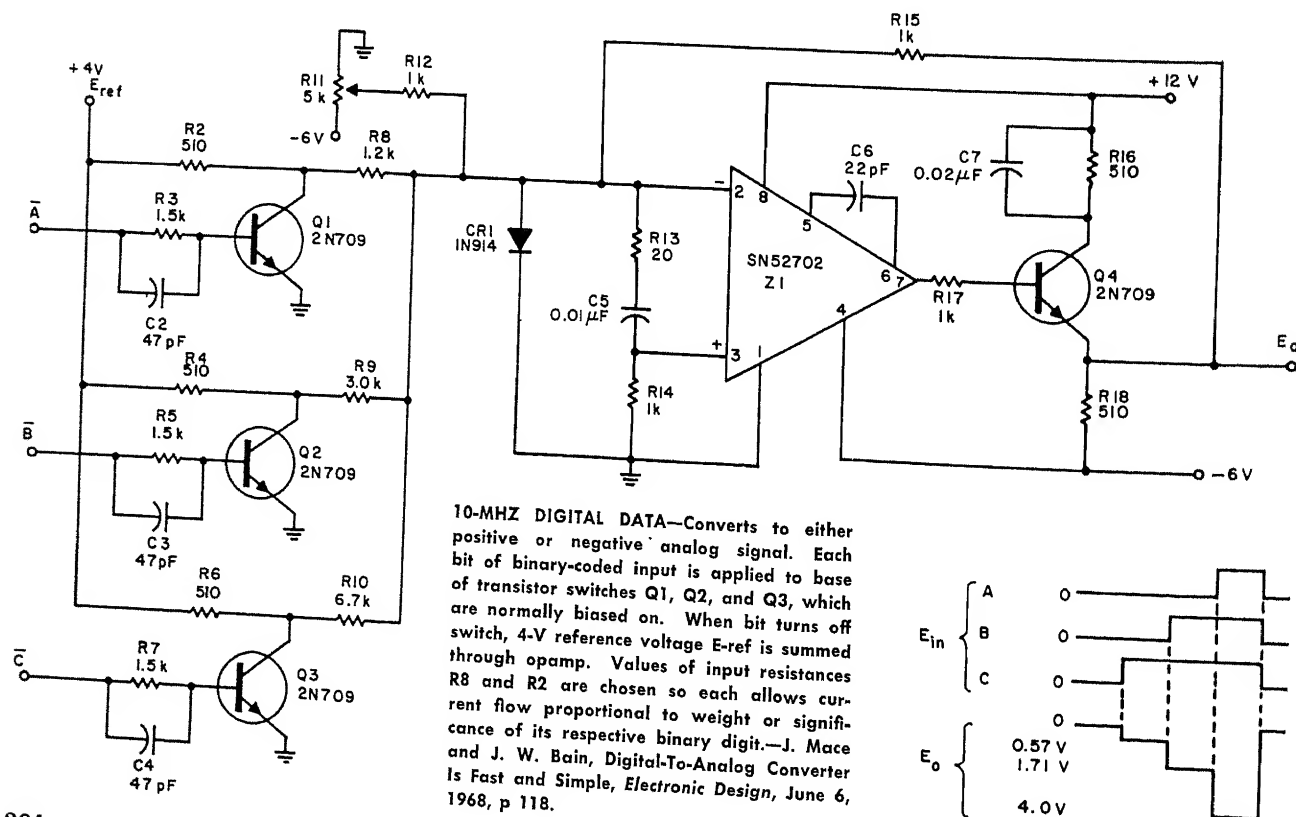 R15
1k
+12 V
+4V
E ref
R11
5k
R12
1k
-6V
R2
510
R8
1.2k
C6
22pF
C7
0.02µF
R16
510
A̅
R3
1.5k
Q1
2N709
C2
47pF
CR1
1N914
R13
20
C5
0.01µF
-
2
8
5
SN52702
Z1
6
7
4
+
3
1
R17
1k
Q4
2N709
E o
R14
1k
R18
510
-6V
R4
510
R9
3.0k
B̅
R5
1.5k
Q2
2N709
C3
47pF
R6
510
R10
6.7k
C̅
R7
1.5k
Q3
2N709
C4
47pF
10-MHZ DIGITAL DATA—Converts to either
positive or negative analog signal. Each
bit of binary-coded input is applied to base
of transistor switches Q1, Q2, and Q3, which
are normally biased on. When bit turns off
switch, 4-V reference voltage E-ref is summed
through opamp. Values of input resistances
R8 and R2 are chosen so each allows cur-
rent flow proportional to weight or signifi-
cance of its respective binary digit.—J. Mace
and J. W. Bain, Digital-To-Analog Converter
Is Fast and Simple, Electronic Design, June 6,
1968, p 118.
E in
A 0
B 0
C 0
E o
0
0.57 V
1.71 V
4.0V